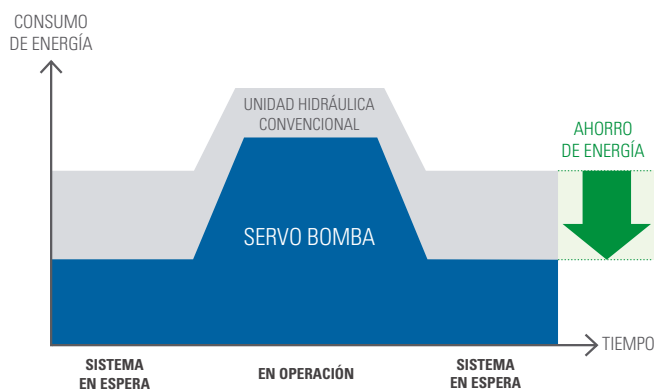 CONSUMO
DE ENERGÍA
UNIDAD HIDRÁULICA
CONVENCIONAL
AHORRO
DE ENERGÍA
SERVO BOMBA
TIEMPO
SISTEMA
EN ESPERA
EN OPERACIÓN
SISTEMA
EN ESPERA